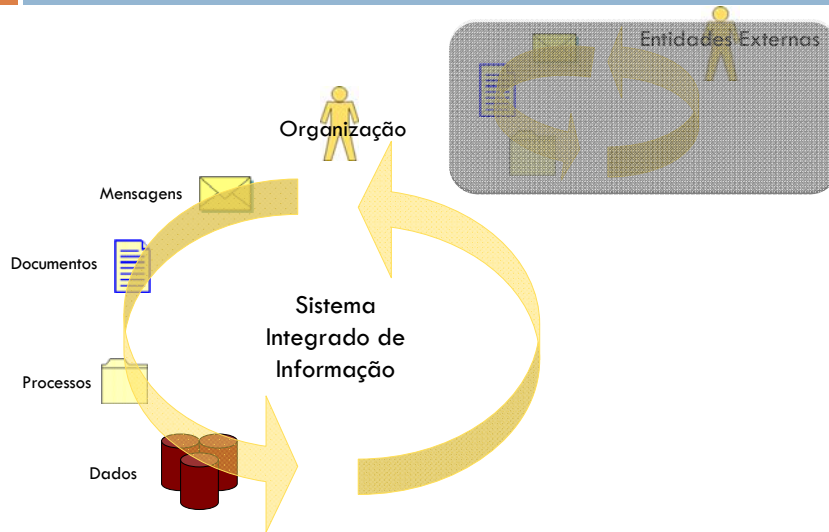 Entidades Externas
Organização
Mensagens
Documentos
Sistema
Integrado de
Informação
Processos
Dados